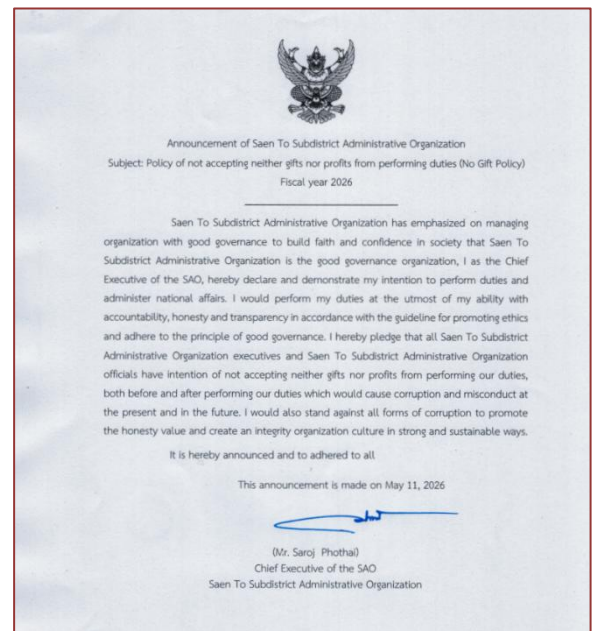 Announcement of Saen To Subdistrict Administrative Organization
Subject: Policy of not accepting neither gifts nor profits from performing duties (No Gift Policy)
Fiscal year 2026
Saen To Subdistrict Administrative Organization has emphasized on managing
organization with good governance to build faith and confidence in society that Saen To
Subdistrict Administrative Organization is the good governance organization, I as the Chief
Executive of the SAO, hereby declare and demonstrate my intention to perform duties and
administer national affairs. I would perform my duties at the utmost of my ability with
accountability, honesty and transparency in accordance with the guideline for promoting ethics
and adhere to the principle of good governance. I hereby pledge that all Saen To Subdistrict
Administrative Organization executives and Saen To Subdistrict Administrative Organization
officials have intention of not accepting neither gifts nor profits from performing our duties,
both before and after performing our duties which would cause corruption and misconduct at
the present and in the future. I would also stand against all forms of corruption to promote
the honesty value and create an integrity organization culture in strong and sustainable ways.
It is hereby announced and to adhered to all
This announcement is made on May 11, 2026
(Mr. Saroj Phothai)
Chief Executive of the SAO
Saen To Subdistrict Administrative Organization